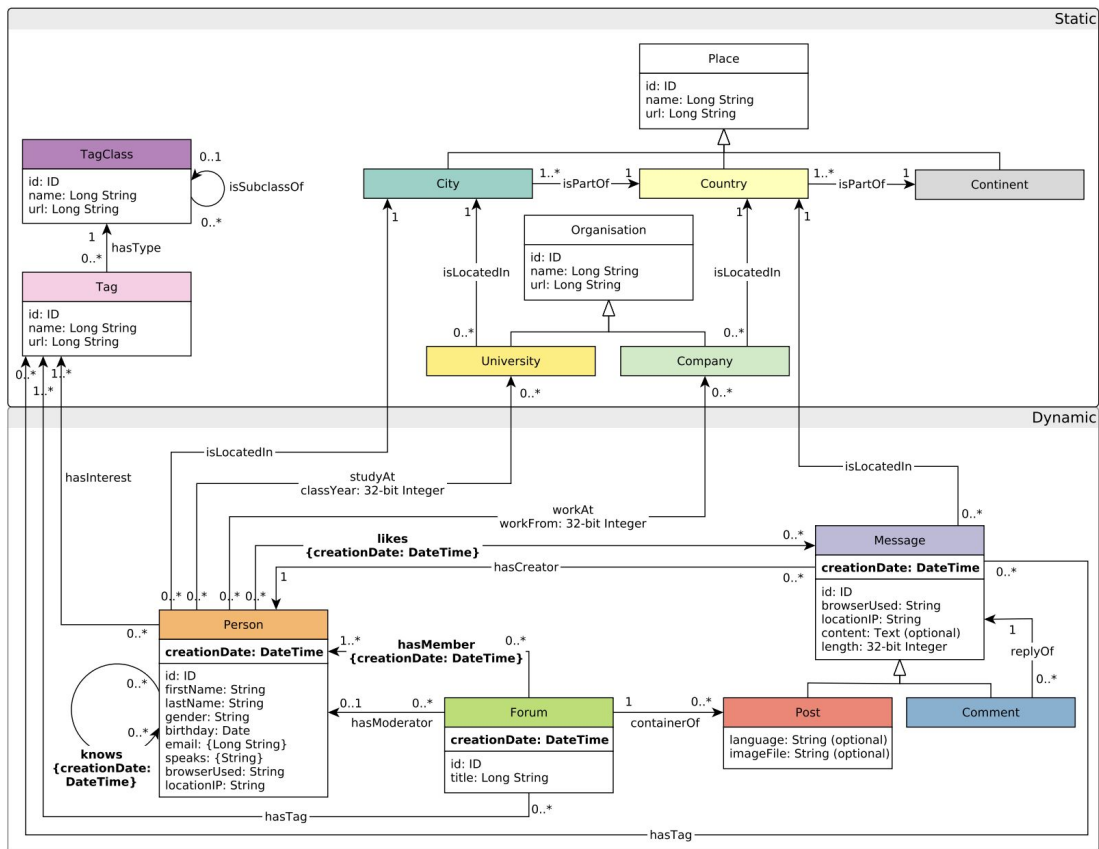 Static
Place
id: ID
name: Long String
url: Long String
TagClass
id: ID
name: Long String
url: Long String
0..1
isSubclassOf
0..*
City
1..*
isPartOf
1
Country
1..*
isPartOf
1
Continent
1
1
1
1
Organisation
id: ID
name: Long String
url: Long String
1
hasType
0..*
isLocatedIn
isLocatedIn
Tag
id: ID
name: Long String
url: Long String
0..*
0..*
University
Company
0..*
1..*
1..*
0..*
0..*
Dynamic
isLocatedIn
hasInterest
studyAt
classYear: 32-bit Integer
isLocatedIn
workAt
workFrom: 32-bit Integer
0..*
likes
{creationDate: DateTime}
0..*
Message
creationDate: DateTime
id: ID
browserUsed: String
locationIP: String
content: Text (optional)
length: 32-bit Integer
hasCreator
1
0..*
0..*
0..*
0..*
0..*
0..*
0..*
Person
creationDate: DateTime
id: ID
firstName: String
lastName: String
gender: String
birthday: Date
email: {Long String}
speaks: {String}
browserUsed: String
locationIP: String
1..*
hasMember
{creationDate: DateTime}
0..*
1
replyOf
0..*
0..*
0..*
knows
{creationDate:
DateTime}
0..1
0..*
hasModerator
Forum
creationDate: DateTime
id: ID
title: Long String
1
0..*
containerOf
Post
language: String (optional)
imageFile: String (optional)
Comment
0..*
hasTag
hasTag